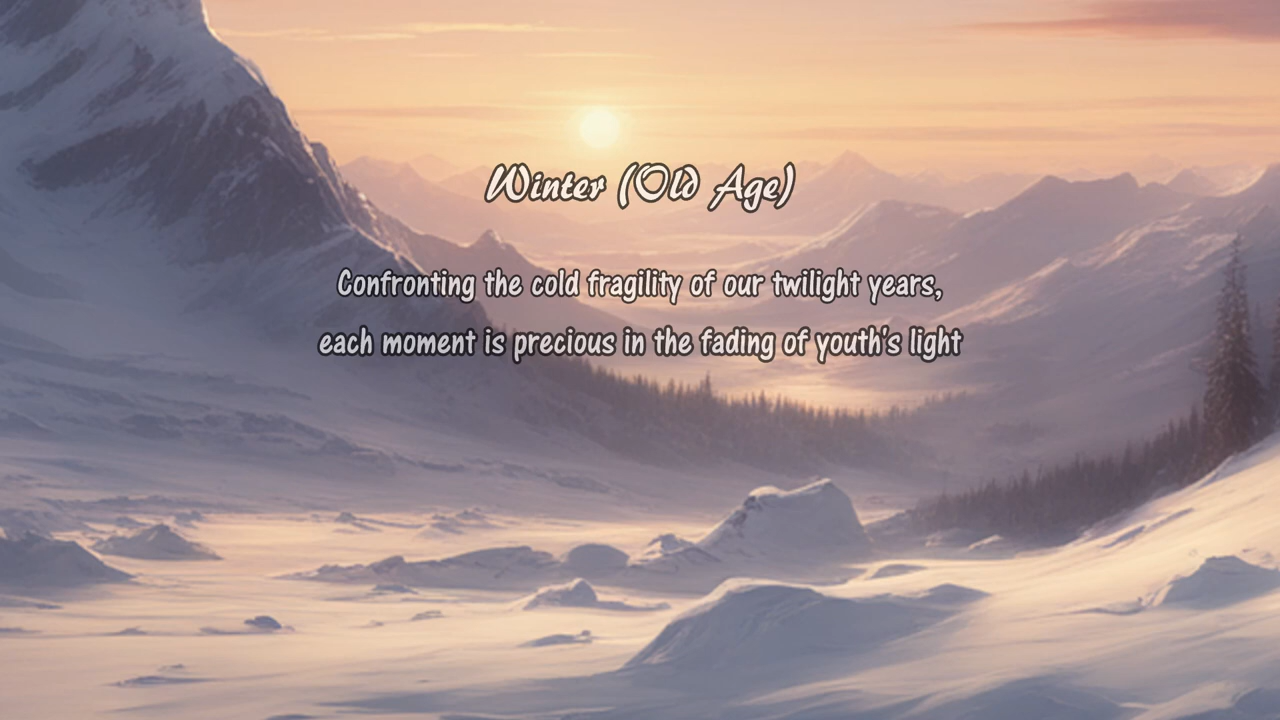 Winter (Old Age)
Confronting the cold fragility of our twilight years,
each moment is precious in the fading of youth's light